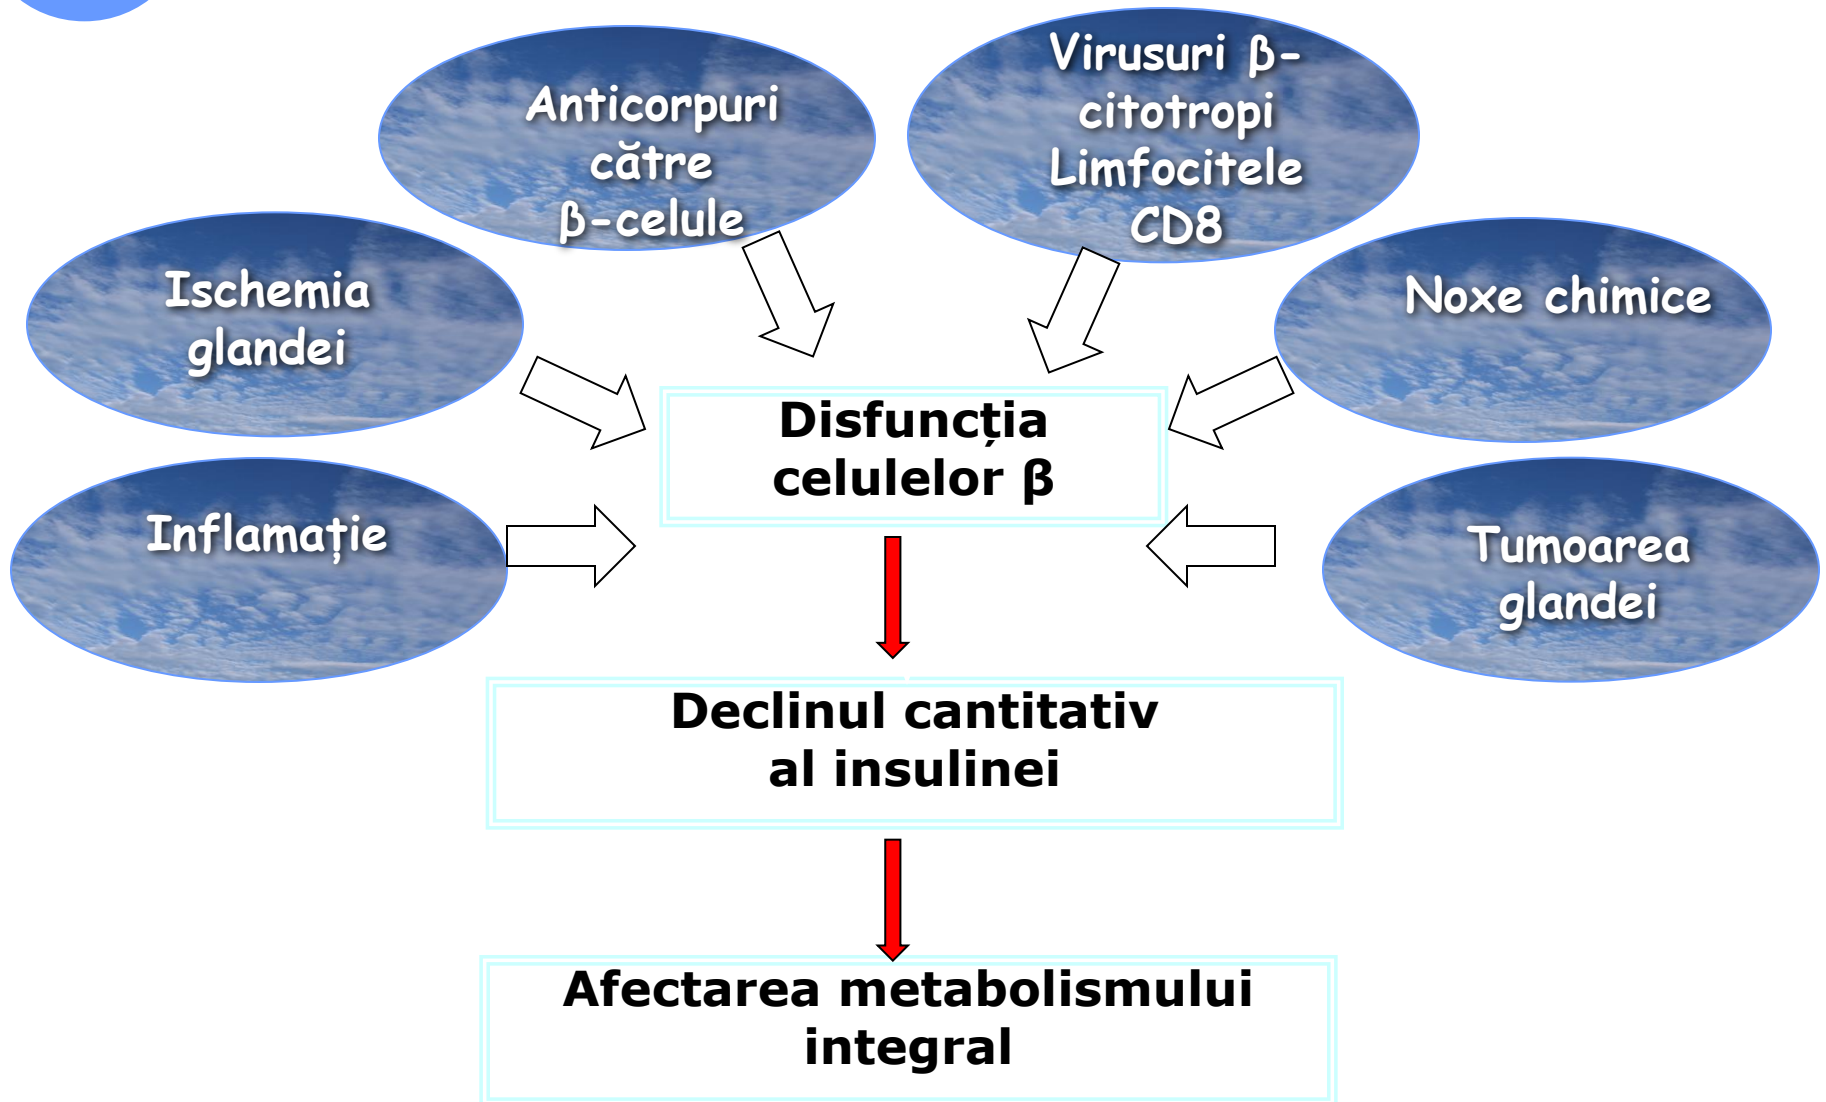 Anticorpuri
către
β-celule
Virusuri β-
citotropi
Limfocitele
CD8
Ischemia
glandei
Noxe chimice
Inflamație
Tumoarea
glandei
Disfuncția
celulelor β
Declinul cantitativ
al insulinei
Afectarea metabolismului
integral